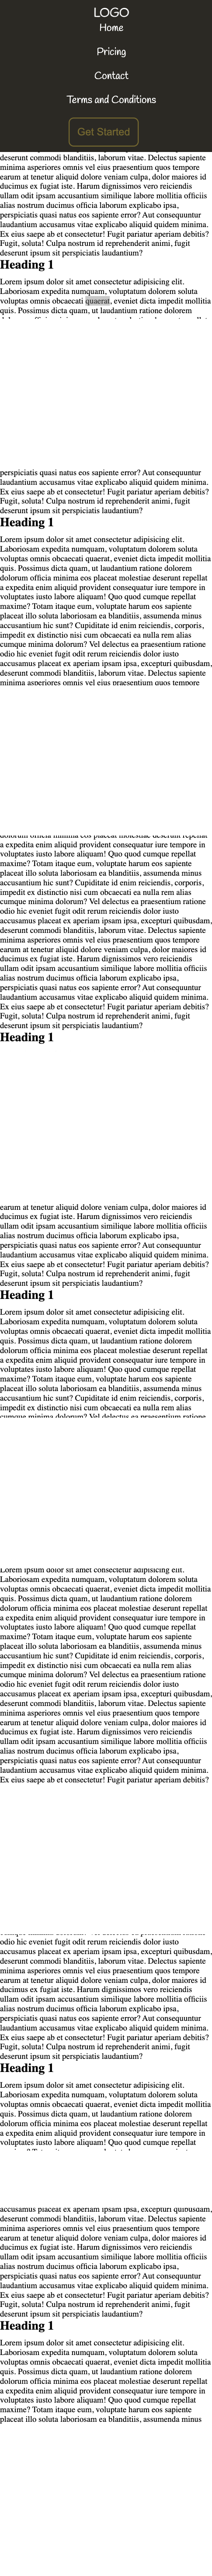 LOGO
Home
Pricing
Contact
Terms and Conditions
Get Started
deserunt commodi blanditiis, laborum vitae. Delectus sapiente
minima asperiores omnis vel eius praesentium quos tempore
earum at tenetur aliquid dolore veniam culpa, dolor maiores id
ducimus ex fugiat iste. Harum dignissimos vero reiciendis
ullam odit ipsam accusantium similique labore mollitia officiis
alias nostrum ducimus officia laborum explicabo ipsa,
perspiciatis quasi natus eos sapiente error? Aut consequuntur
laudantium accusamus vitae explicabo aliquid quidem minima.
Ex eius saepe ab et consectetur! Fugit pariatur aperiam debitis?
Fugit, soluta! Culpa nostrum id reprehenderit animi, fugit
deserunt ipsum sit perspiciatis laudantium?
Heading 1
Lorem ipsum dolor sit amet consectetur adipisicing elit.
Laboriosam expedita numquam, voluptatum dolorem soluta
voluptas omnis obcaecati quaerat, eveniet dicta impedit mollitia
quis. Possimus dicta quam, ut laudantium ratione dolorem
perspiciatis quasi natus eos sapiente error? Aut consequuntur
laudantium accusamus vitae explicabo aliquid quidem minima.
Ex eius saepe ab et consectetur! Fugit pariatur aperiam debitis?
Fugit, soluta! Culpa nostrum id reprehenderit animi, fugit
deserunt ipsum sit perspiciatis laudantium?
Heading 1
Lorem ipsum dolor sit amet consectetur adipisicing elit.
Laboriosam expedita numquam, voluptatum dolorem soluta
voluptas omnis obcaecati quaerat, eveniet dicta impedit mollitia
quis. Possimus dicta quam, ut laudantium ratione dolorem
dolorum officia minima eos placeat molestiae deserunt repellat
a expedita enim aliquid provident consequatur iure tempore in
voluptates iusto labore aliquam! Quo quod cumque repellat
maxime? Totam itaque eum, voluptate harum eos sapiente
placeat illo soluta laboriosam ea blanditiis, assumenda minus
accusantium hic sunt? Cupiditate id enim reiciendis, corporis,
impedit ex distinctio nisi cum obcaecati ea nulla rem alias
cumque minima dolorum? Vel delectus ea praesentium ratione
odio hic eveniet fugit odit rerum reiciendis dolor iusto
accusamus placeat ex aperiam ipsam ipsa, excepturi quibusdam,
deserunt commodi blanditiis, laborum vitae. Delectus sapiente
minima asperiores omnis vel eius praesentium quos tempore
dolorum officia minima eos placeat molestiae deserunt repellat
a expedita enim aliquid provident consequatur iure tempore in
voluptates iusto labore aliquam! Quo quod cumque repellat
maxime? Totam itaque eum, voluptate harum eos sapiente
placeat illo soluta laboriosam ea blanditiis, assumenda minus
accusantium hic sunt? Cupiditate id enim reiciendis, corporis,
impedit ex distinctio nisi cum obcaecati ea nulla rem alias
cumque minima dolorum? Vel delectus ea praesentium ratione
odio hic eveniet fugit odit rerum reiciendis dolor iusto
accusamus placeat ex aperiam ipsam ipsa, excepturi quibusdam,
deserunt commodi blanditiis, laborum vitae. Delectus sapiente
minima asperiores omnis vel eius praesentium quos tempore
earum at tenetur aliquid dolore veniam culpa, dolor maiores id
ducimus ex fugiat iste. Harum dignissimos vero reiciendis
ullam odit ipsam accusantium similique labore mollitia officiis
alias nostrum ducimus officia laborum explicabo ipsa,
perspiciatis quasi natus eos sapiente error? Aut consequuntur
laudantium accusamus vitae explicabo aliquid quidem minima.
Ex eius saepe ab et consectetur! Fugit pariatur aperiam debitis?
Fugit, soluta! Culpa nostrum id reprehenderit animi, fugit
deserunt ipsum sit perspiciatis laudantium?
Heading 1
earum at tenetur aliquid dolore veniam culpa, dolor maiores id
ducimus ex fugiat iste. Harum dignissimos vero reiciendis
ullam odit ipsam accusantium similique labore mollitia officiis
alias nostrum ducimus officia laborum explicabo ipsa,
perspiciatis quasi natus eos sapiente error? Aut consequuntur
laudantium accusamus vitae explicabo aliquid quidem minima.
Ex eius saepe ab et consectetur! Fugit pariatur aperiam debitis?
Fugit, soluta! Culpa nostrum id reprehenderit animi, fugit
deserunt ipsum sit perspiciatis laudantium?
Heading 1
Lorem ipsum dolor sit amet consectetur adipisicing elit.
Laboriosam expedita numquam, voluptatum dolorem soluta
voluptas omnis obcaecati quaerat, eveniet dicta impedit mollitia
quis. Possimus dicta quam, ut laudantium ratione dolorem
dolorum officia minima eos placeat molestiae deserunt repellat
a expedita enim aliquid provident consequatur iure tempore in
voluptates iusto labore aliquam! Quo quod cumque repellat
maxime? Totam itaque eum, voluptate harum eos sapiente
placeat illo soluta laboriosam ea blanditiis, assumenda minus
accusantium hic sunt? Cupiditate id enim reiciendis, corporis,
impedit ex distinctio nisi cum obcaecati ea nulla rem alias
cumque minima dolorum? Vel delectus ea praesentium ratione
Lorem ipsum dolor sit amet consectetur adipisicing elit.
Laboriosam expedita numquam, voluptatum dolorem soluta
voluptas omnis obcaecati quaerat, eveniet dicta impedit mollitia
quis. Possimus dicta quam, ut laudantium ratione dolorem
dolorum officia minima eos placeat molestiae deserunt repellat
a expedita enim aliquid provident consequatur iure tempore in
voluptates iusto labore aliquam! Quo quod cumque repellat
maxime? Totam itaque eum, voluptate harum eos sapiente
placeat illo soluta laboriosam ea blanditiis, assumenda minus
accusantium hic sunt? Cupiditate id enim reiciendis, corporis,
impedit ex distinctio nisi cum obcaecati ea nulla rem alias
cumque minima dolorum? Vel delectus ea praesentium ratione
odio hic eveniet fugit odit rerum reiciendis dolor iusto
accusamus placeat ex aperiam ipsam ipsa, excepturi quibusdam,
deserunt commodi blanditiis, laborum vitae. Delectus sapiente
minima asperiores omnis vel eius praesentium quos tempore
earum at tenetur aliquid dolore veniam culpa, dolor maiores id
ducimus ex fugiat iste. Harum dignissimos vero reiciendis
ullam odit ipsam accusantium similique labore mollitia officiis
alias nostrum ducimus officia laborum explicabo ipsa,
perspiciatis quasi natus eos sapiente error? Aut consequuntur
laudantium accusamus vitae explicabo aliquid quidem minima.
Ex eius saepe ab et consectetur! Fugit pariatur aperiam debitis?
odio hic eveniet fugit odit rerum reiciendis dolor iusto
accusamus placeat ex aperiam ipsam ipsa, excepturi quibusdam,
deserunt commodi blanditiis, laborum vitae. Delectus sapiente
minima asperiores omnis vel eius praesentium quos tempore
earum at tenetur aliquid dolore veniam culpa, dolor maiores id
ducimus ex fugiat iste. Harum dignissimos vero reiciendis
ullam odit ipsam accusantium similique labore mollitia officiis
alias nostrum ducimus officia laborum explicabo ipsa,
perspiciatis quasi natus eos sapiente error? Aut consequuntur
laudantium accusamus vitae explicabo aliquid quidem minima.
Ex eius saepe ab et consectetur! Fugit pariatur aperiam debitis?
Fugit, soluta! Culpa nostrum id reprehenderit animi, fugit
deserunt ipsum sit perspiciatis laudantium?
Heading 1
Lorem ipsum dolor sit amet consectetur adipisicing elit.
Laboriosam expedita numquam, voluptatum dolorem soluta
voluptas omnis obcaecati quaerat, eveniet dicta impedit mollitia
quis. Possimus dicta quam, ut laudantium ratione dolorem
dolorum officia minima eos placeat molestiae deserunt repellat
a expedita enim aliquid provident consequatur iure tempore in
voluptates iusto labore aliquam! Quo quod cumque repellat
accusamus placeat ex aperiam ipsam ipsa, excepturi quibusdam,
deserunt commodi blanditiis, laborum vitae. Delectus sapiente
minima asperiores omnis vel eius praesentium quos tempore
earum at tenetur aliquid dolore veniam culpa, dolor maiores id
ducimus ex fugiat iste. Harum dignissimos vero reiciendis
ullam odit ipsam accusantium similique labore mollitia officiis
alias nostrum ducimus officia laborum explicabo ipsa,
perspiciatis quasi natus eos sapiente error? Aut consequuntur
laudantium accusamus vitae explicabo aliquid quidem minima.
Ex eius saepe ab et consectetur! Fugit pariatur aperiam debitis?
Fugit, soluta! Culpa nostrum id reprehenderit animi, fugit
deserunt ipsum sit perspiciatis laudantium?
Heading 1
Lorem ipsum dolor sit amet consectetur adipisicing elit.
Laboriosam expedita numquam, voluptatum dolorem soluta
voluptas omnis obcaecati quaerat, eveniet dicta impedit mollitia
quis. Possimus dicta quam, ut laudantium ratione dolorem
dolorum officia minima eos placeat molestiae deserunt repellat
a expedita enim aliquid provident consequatur iure tempore in
voluptates iusto labore aliquam! Quo quod cumque repellat
maxime? Totam itaque eum, voluptate harum eos sapiente
placeat illo soluta laboriosam ea blanditiis, assumenda minus